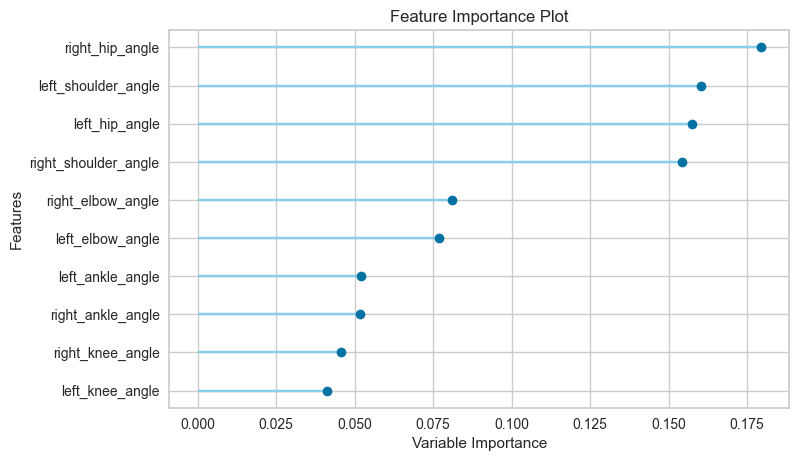 Feature Importance Plot
Features
right_hip_angle
left_shoulder_angle
left_hip_angle
right_shoulder_angle
right_elbow_angle
left_elbow_angle
left_ankle_angle
right_ankle_angle
right_knee_angle
left_knee_angle
0.000 0.025 0.050 0.075 0.100 0.125 0.150 0.175
Variable Importance